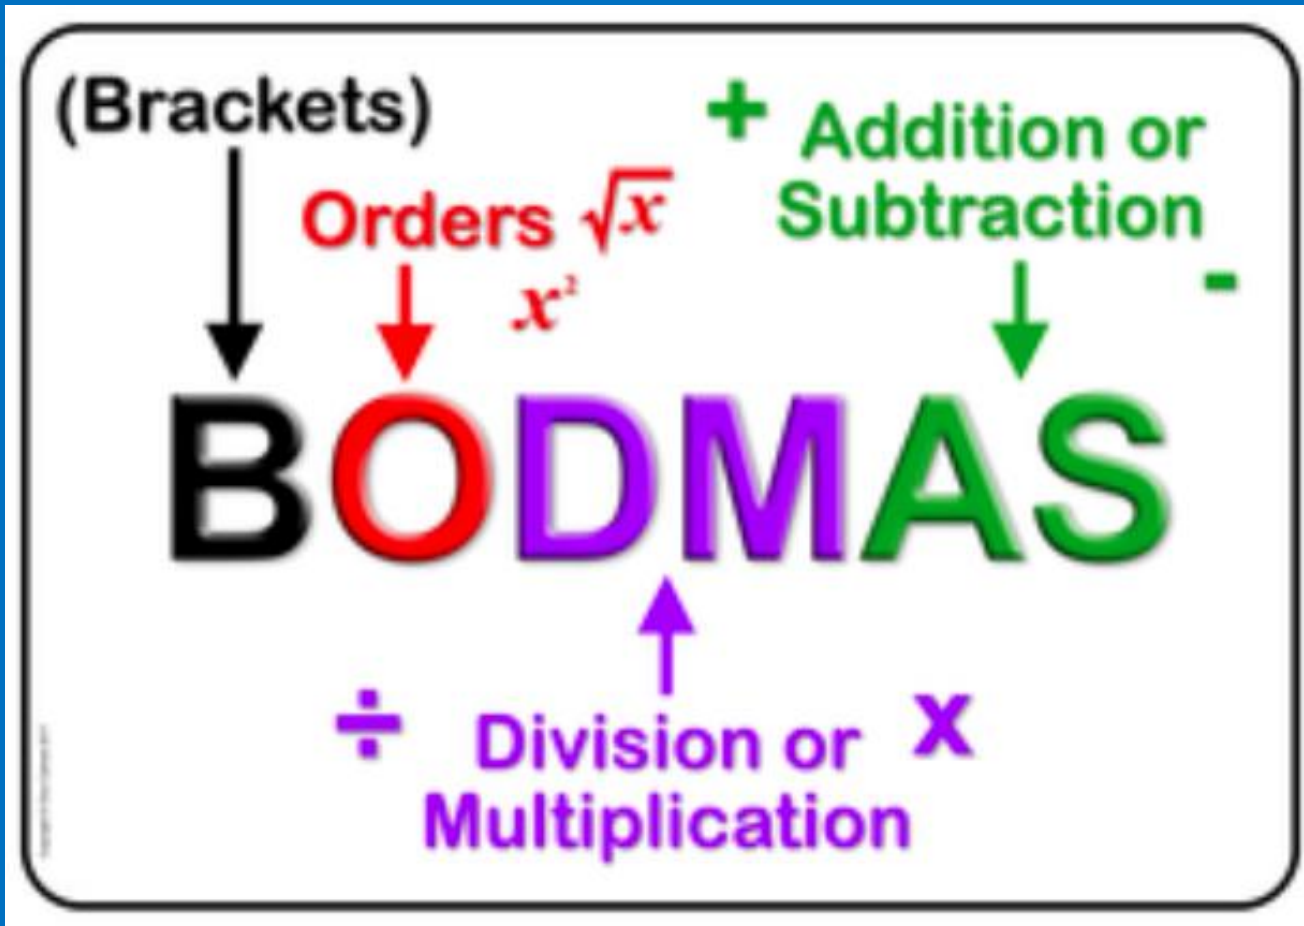 (Brackets)
+ Addition or
Subtraction
-
Orders √x
x²
BODMAS
÷ Division or x
Multiplication